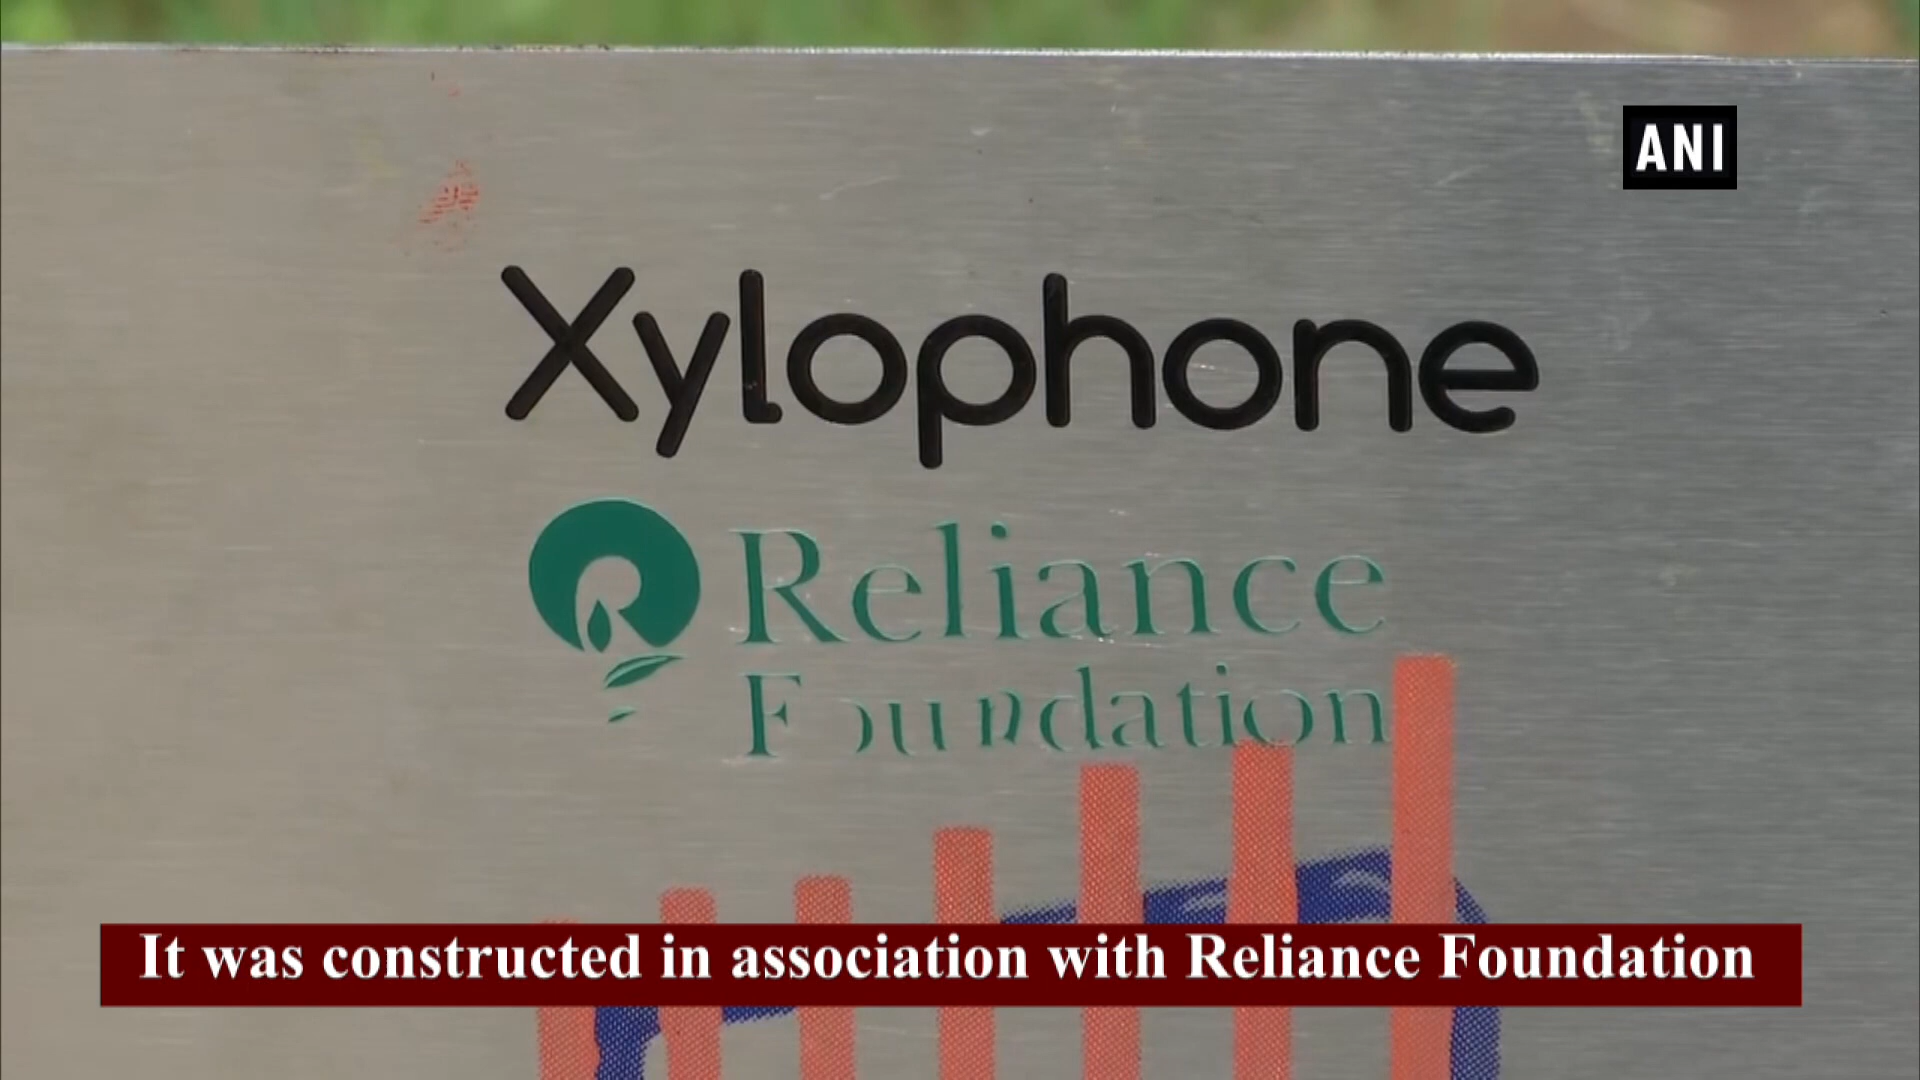 ANI
Xylophone
Reliance
Foundation
It was constructed in association with Reliance Foundation